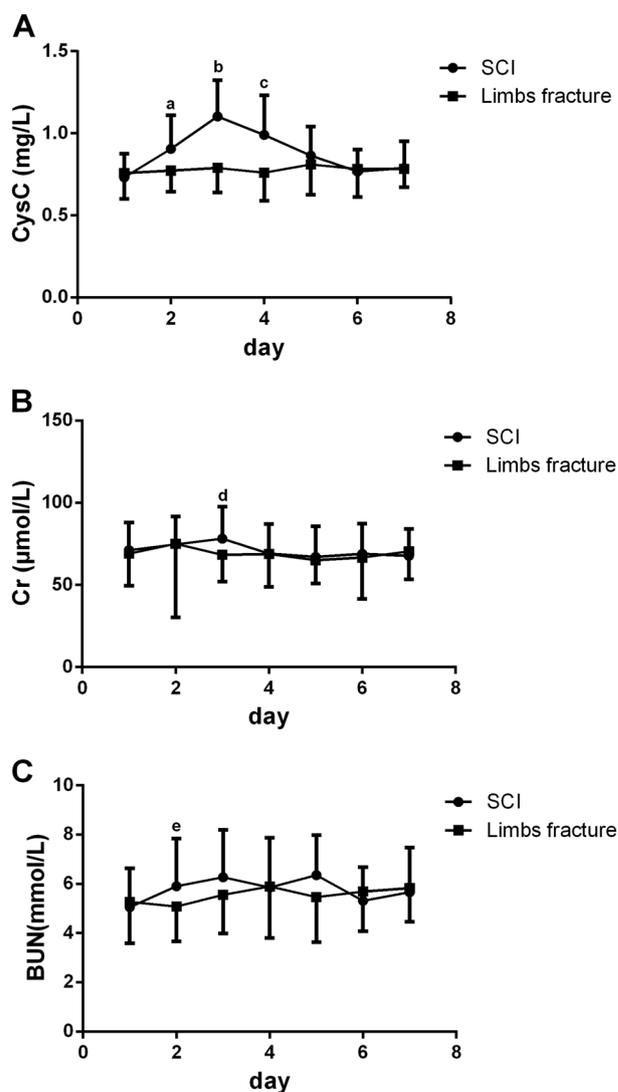 A
CysC (mg/L)
1.5
1.0
0.5
0.0
a
b
c
SCI
Limbs fracture
0 2 4 6 8
day
B
Cr (μmol/L)
150
100
50
0
d
SCI
Limbs fracture
0 2 4 6 8
day
C
BUN(mmol/L)
10
8
6
4
2
0
e
SCI
Limbs fracture
0 2 4 6 8
day